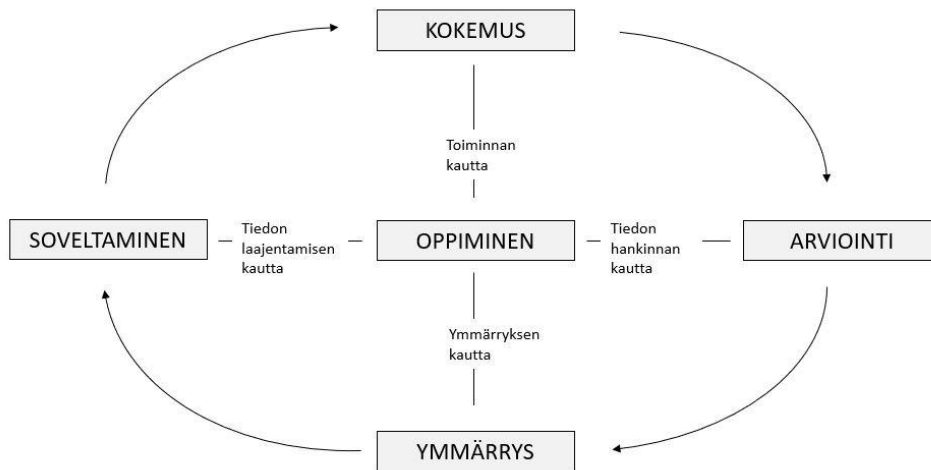 KOKEMUS
Toiminnan
kautta
SOVELTAMINEN
Tiedon
laajentamisen
kautta
OPPIMINEN
Tiedon
hankinnan
kautta
ARVIOINTI
Ymmärryksen
kautta
YMMÄRRYS